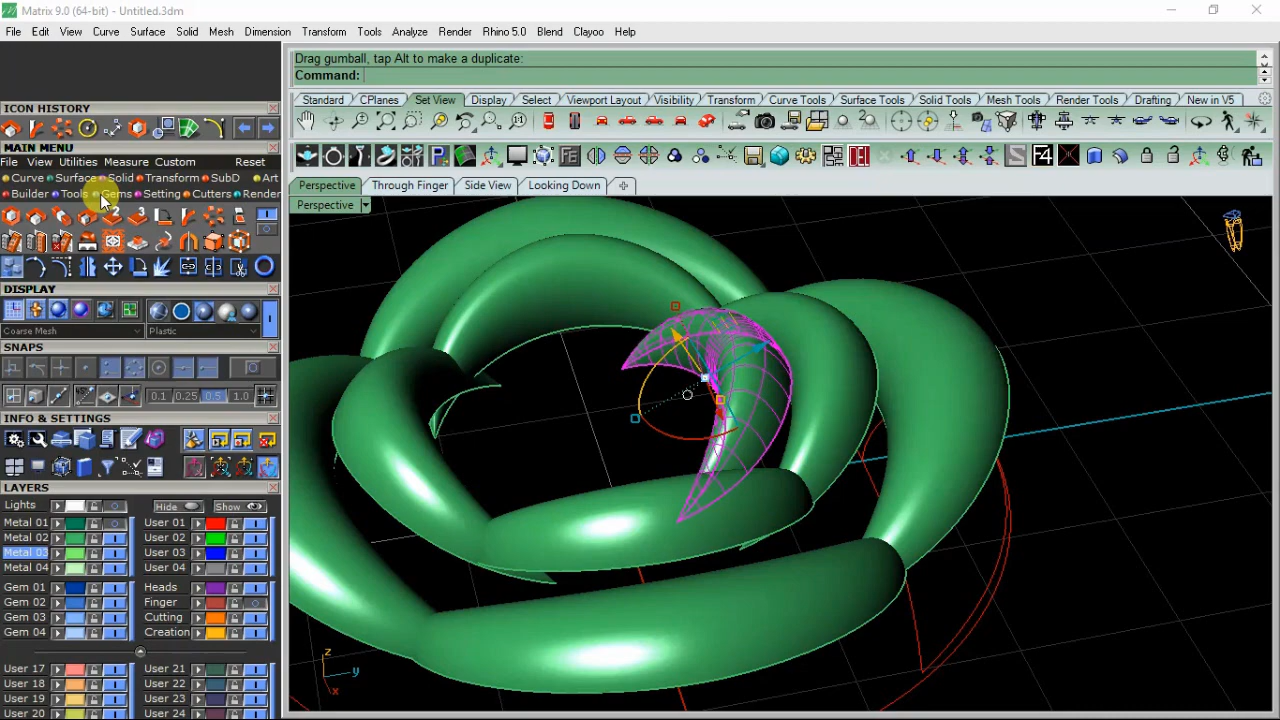 Matrix 9.0 (64-bit) - Untitled.3dm
File Edit View Curve Surface Solid Mesh Dimension Transform Tools Analyze Render Rhino 5.0 Blend Clayoo Help
Drag gumball, tap Alt to make a duplicate:
Command:
Standard CPlanes Set View Display Select Viewport Layout Visibility Transform Curve Tools Surface Tools Solid Tools Mesh Tools Render Tools Drafting New in V5
ICON HISTORY
MAIN MENU
File View Utilities Measure Custom Reset
Curve Surface Solid Transform SubD Art
Builder Tools Gems Setting Cutters Render
2 3
P FE S F4
Perspective Through Finger Side View Looking Down
Perspective
DISPLAY
Coarse Mesh Plastic
SNAPS
0.1 0.25 0.5 1.0
INFO & SETTINGS
LAYERS
Lights Hide Show
Metal 01 User 01
Metal 02 User 02
Metal 03 User 03
Metal 04 User 04
Gem 01 Heads
Gem 02 Finger
Gem 03 Cutting
Gem 04 Creation
User 17 User 21
User 18 User 22
User 19 User 23
User 20 User 24
z
y
x